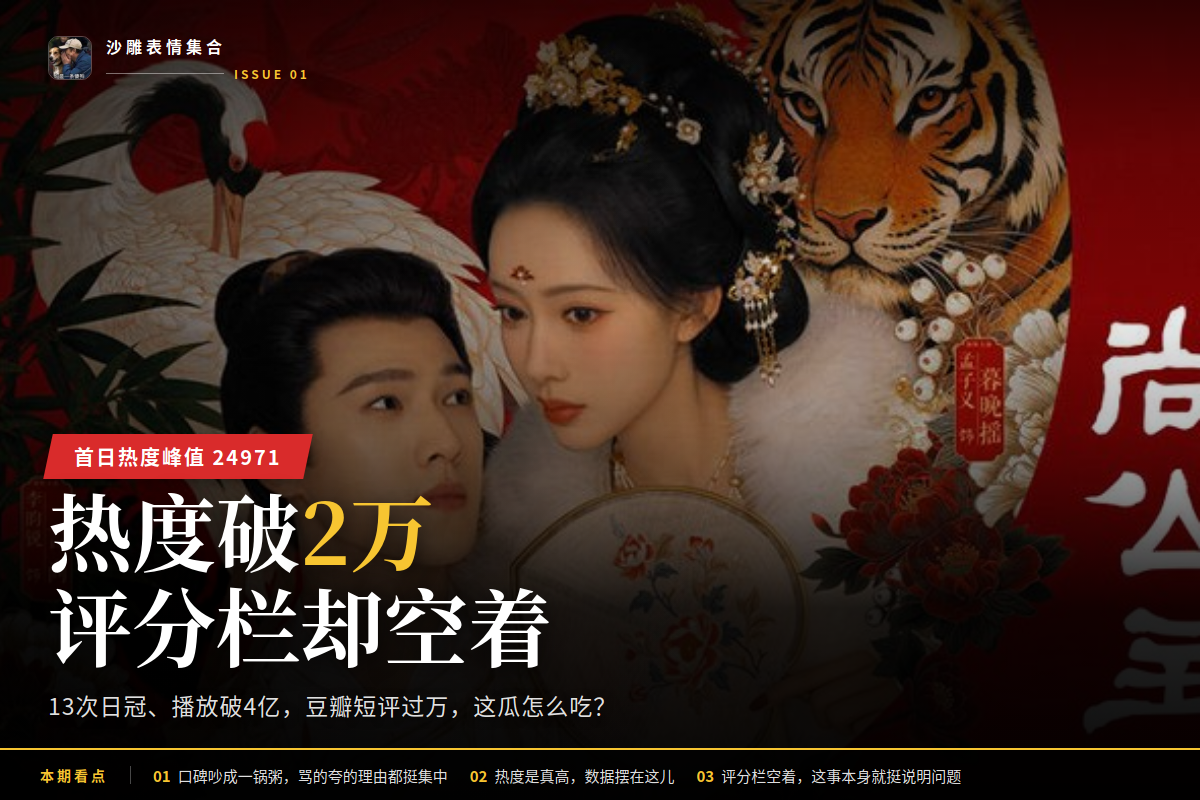 沙雕表情集合
ISSUE 01
尚
公
主
暮晚摇
孟子义 饰
首日热度峰值 24971
热度破2万
评分栏却空着
13次日冠、播放破4亿，豆瓣短评过万，这瓜怎么吃？
本期看点 01 口碑吵成一锅粥，骂的夸的理由都挺集中 02 热度是真高，数据摆在这儿 03 评分栏空着，这事本身就挺说明问题